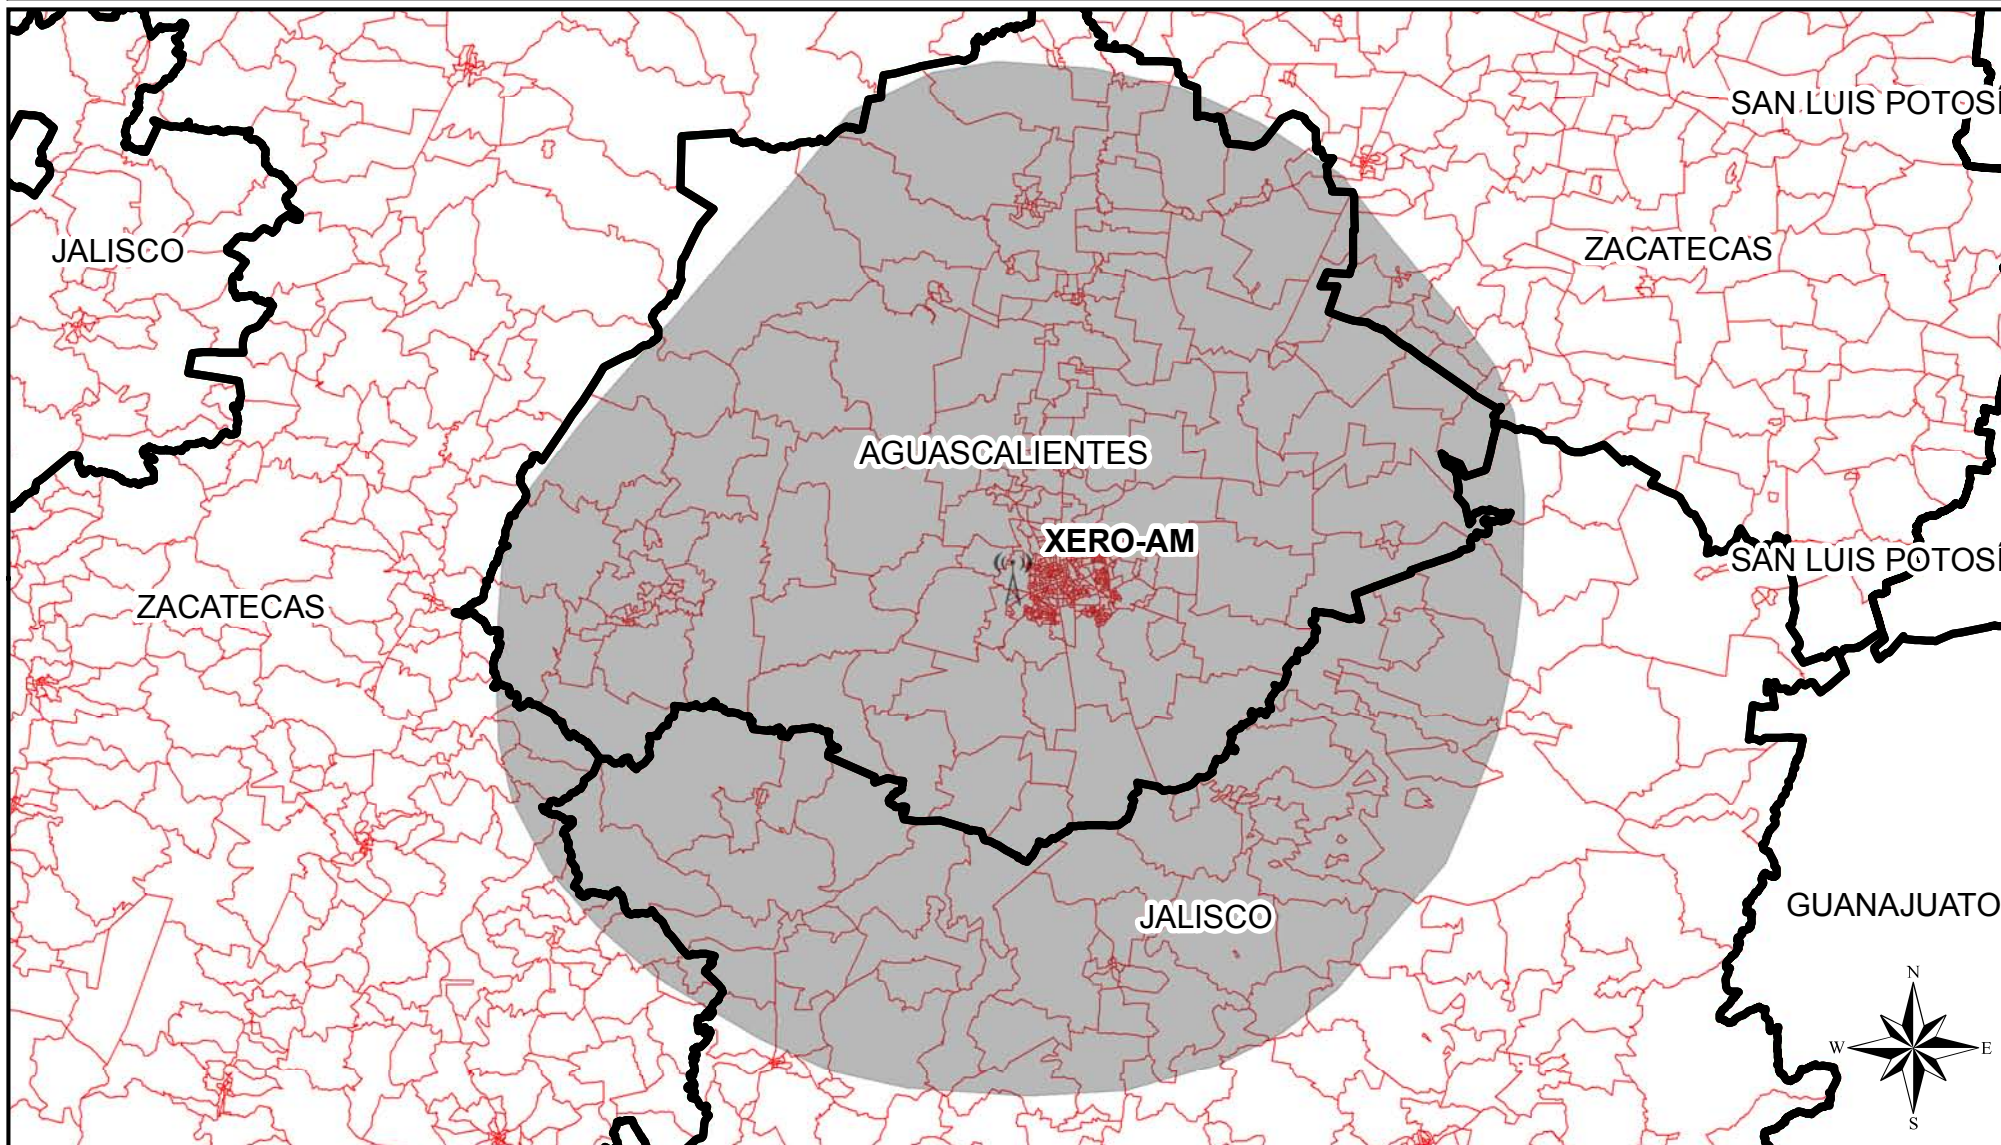 SAN LUIS POTOSÍ
JALISCO
ZACATECAS
AGUASCALIENTES
XERO-AM
SAN LUIS POTOSÍ
ZACATECAS
GUANAJUATO
JALISCO
N
W
E
S